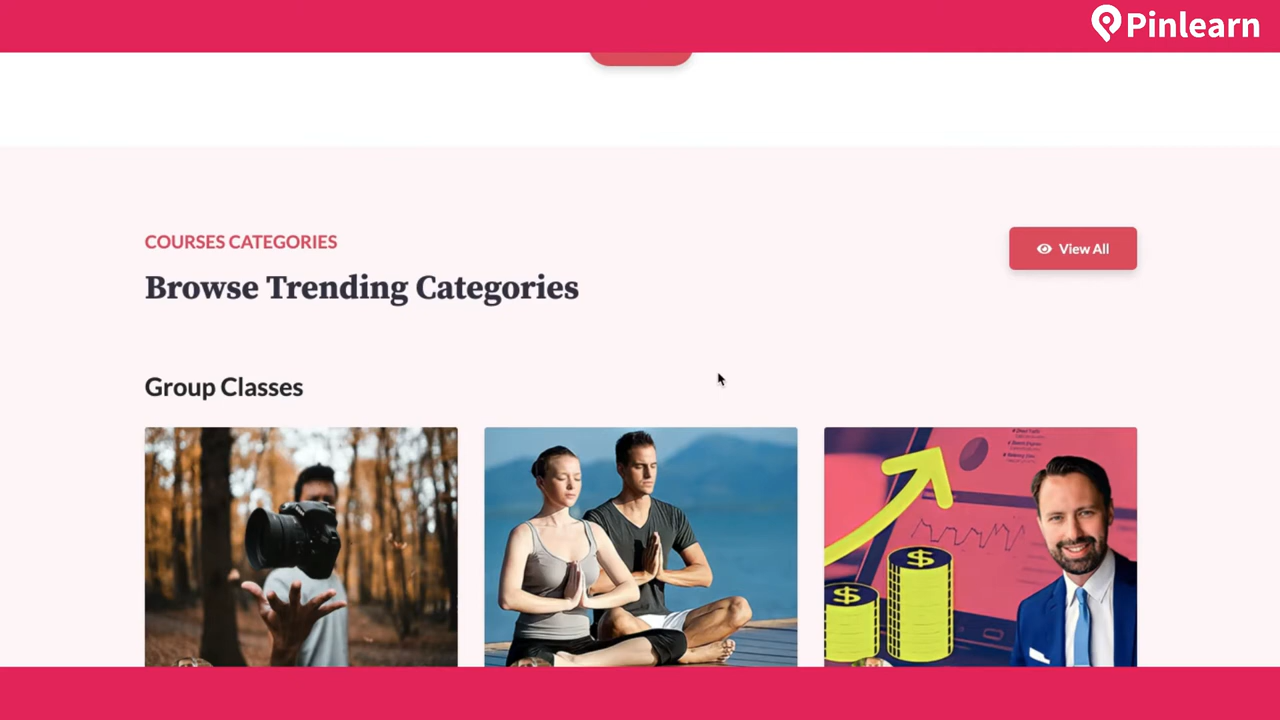 Pinlearn
COURSES CATEGORIES
View All
Browse Trending Categories
Group Classes
$
$